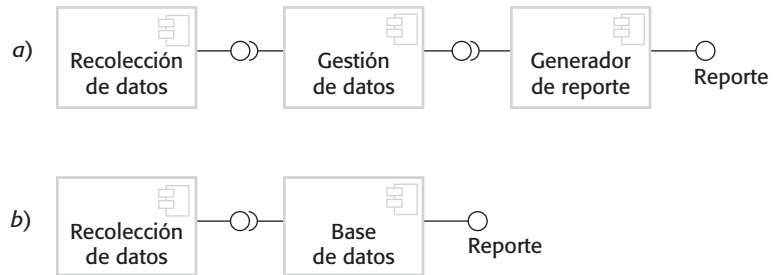 a)
Recolección
de datos
Gestión
de datos
Generador
de reporte
Reporte
b)
Recolección
de datos
Base
de datos
Reporte